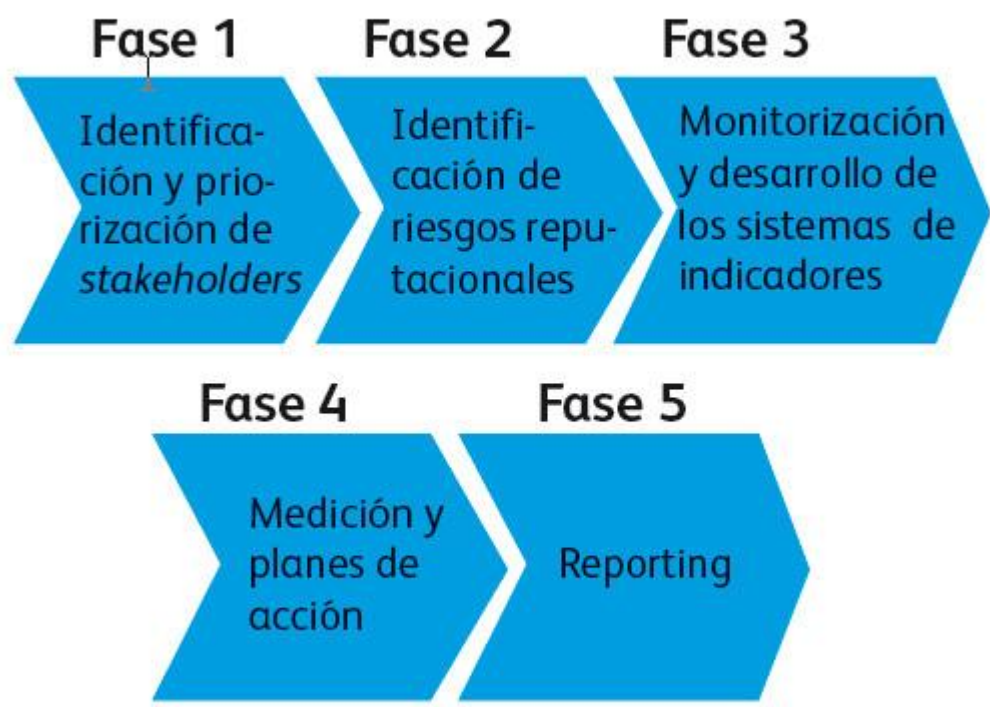 Fase 1
Identifica-
ción y prio-
rización de
stakeholders
Fase 2
Identifi-
cación de
riesgos repu-
tacionales
Fase 3
Monitorización
y desarrollo de
los sistemas de
indicadores
Fase 4
Medición y
planes de
acción
Fase 5
Reporting